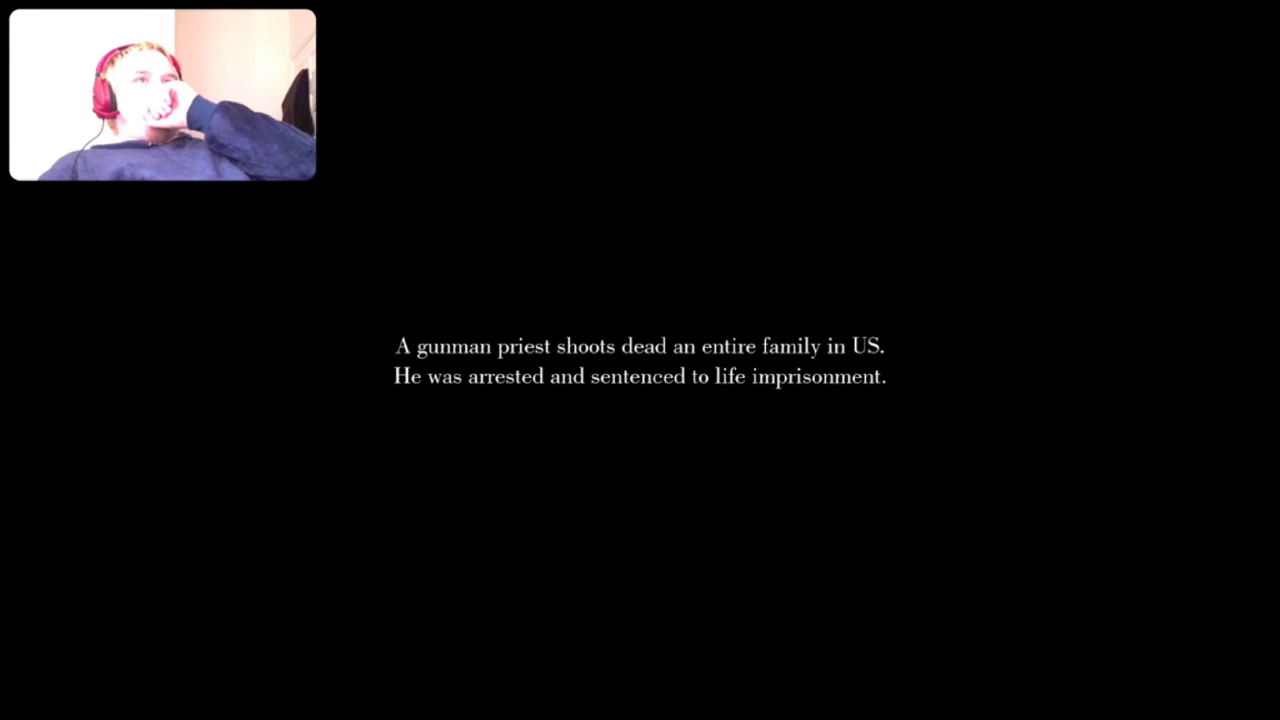 A gunman priest shoots dead an entire family in US.
He was arrested and sentenced to life imprisonment.